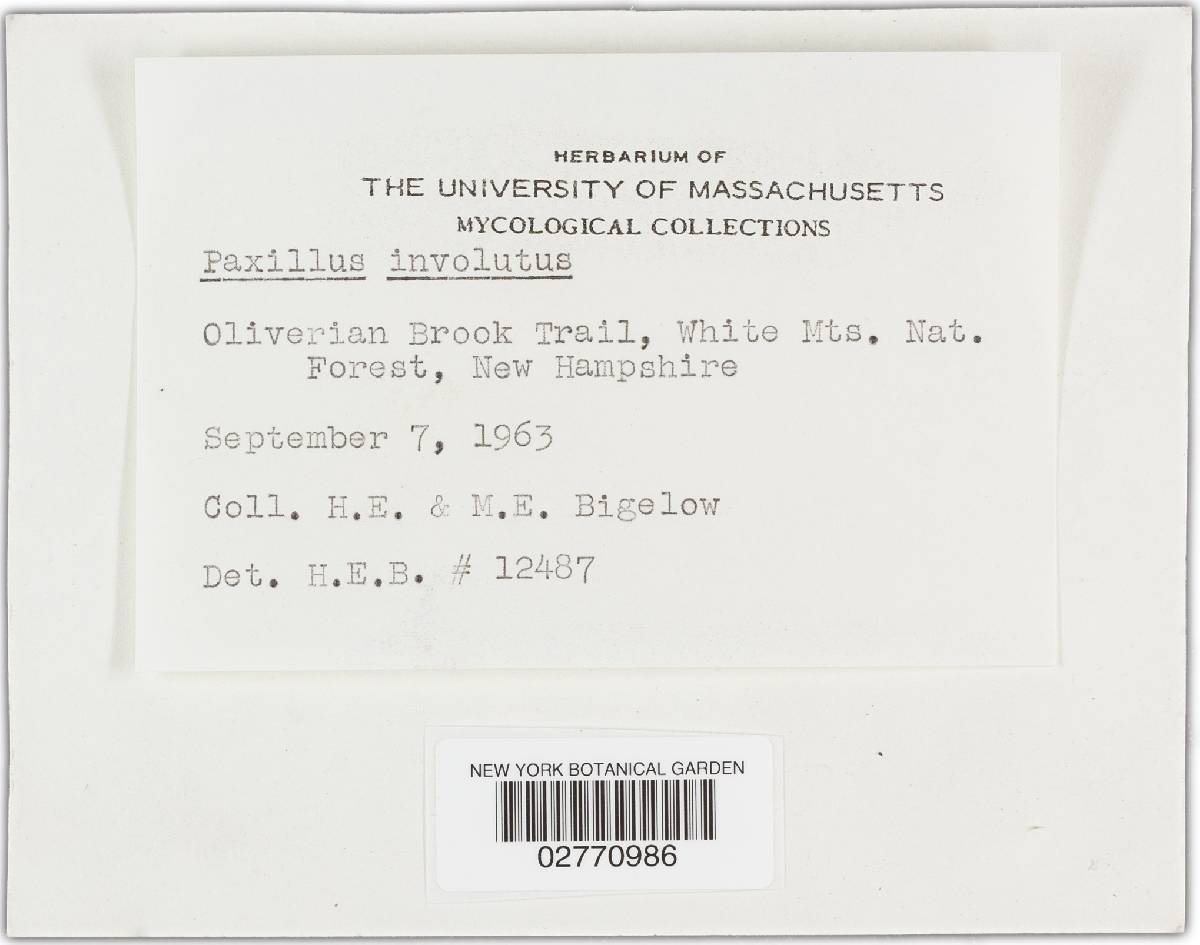 HERBARIUM OF
THE UNIVERSITY OF MASSACHUSETTS
MYCOLOGICAL COLLECTIONS
Paxillus involutus
Oliverian Brook Trail, White Mts. Nat.
Forest, New Hampshire
September 7, 1963
Coll. H.E. & M.E. Bigelow
Det. H.E.B. # 12487
NEW YORK BOTANICAL GARDEN
02770986